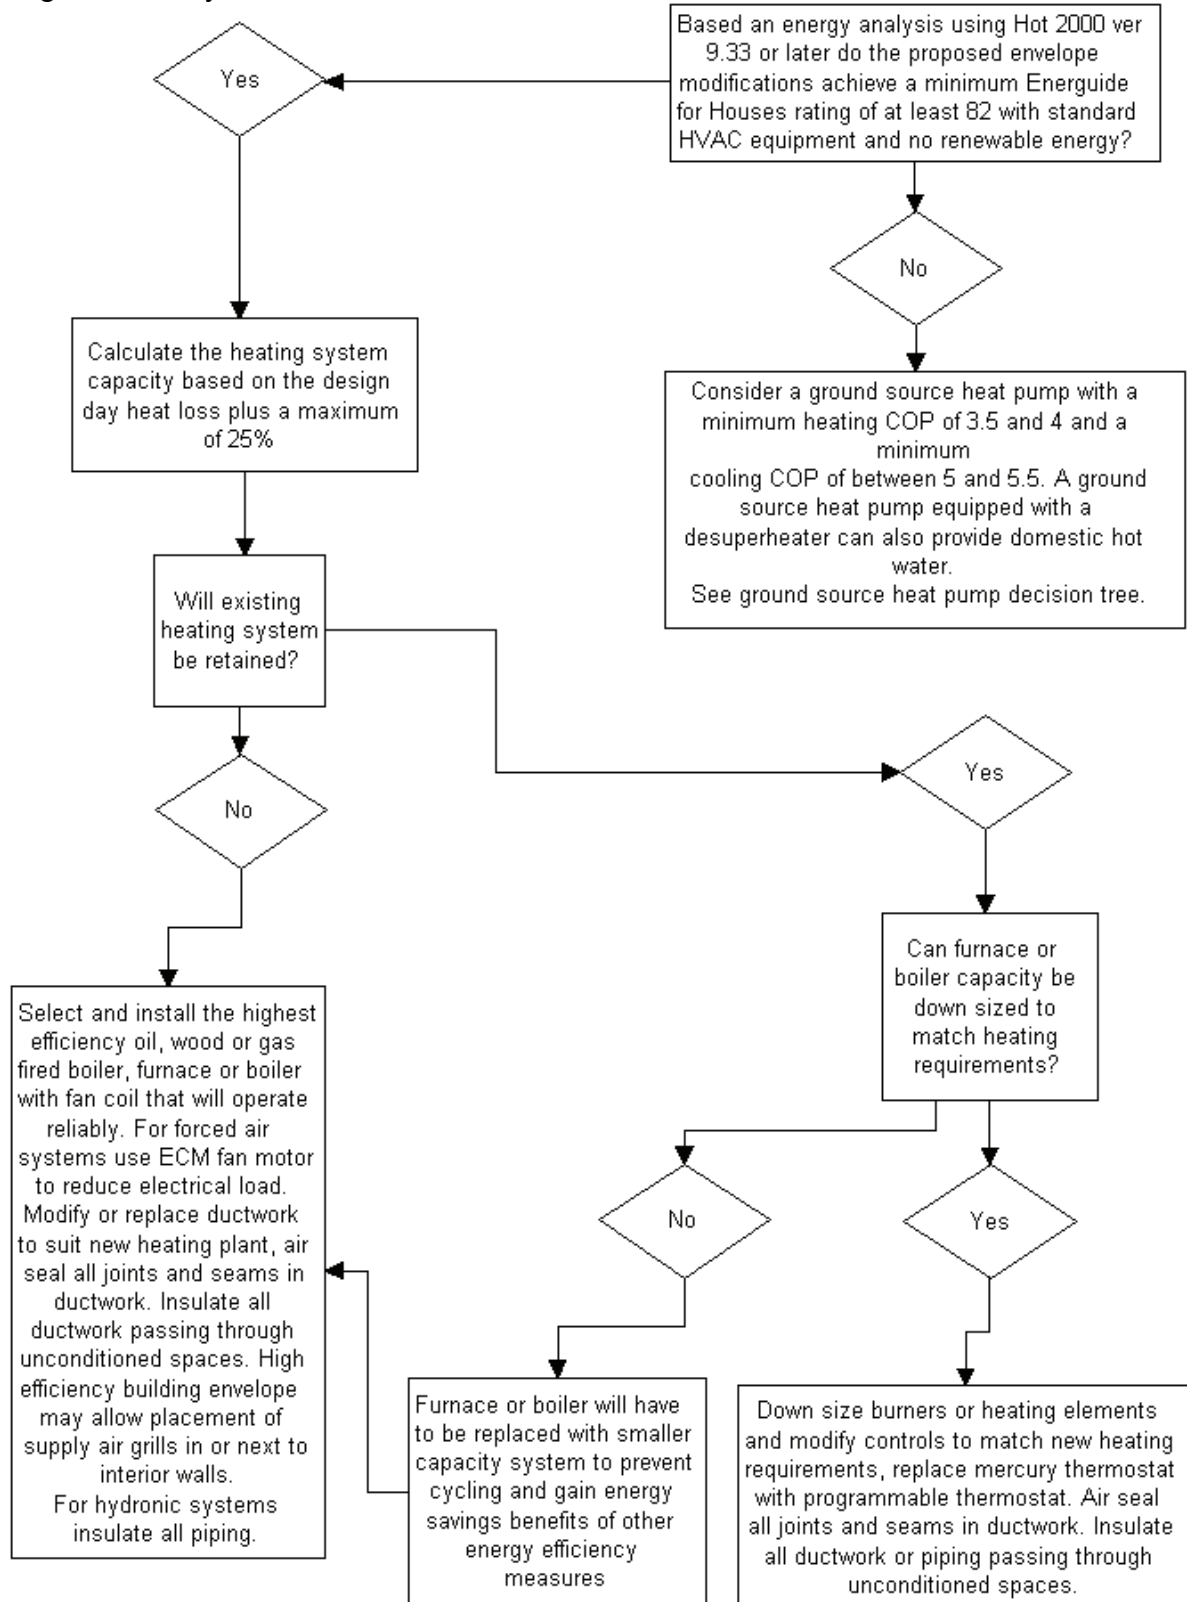 Based an energy analysis using Hot 2000 ver
9.33 or later do the proposed envelope
modifications achieve a minimum Energuide
for Houses rating of at least 82 with standard
HVAC equipment and no renewable energy?
Yes
No
Calculate the heating system
capacity based on the design
day heat loss plus a maximum
of 25%
Consider a ground source heat pump with a
minimum heating COP of 3.5 and 4 and a
minimum
cooling COP of between 5 and 5.5. A ground
source heat pump equipped with a
desuperheater can also provide domestic hot
water.
See ground source heat pump decision tree.
Will existing
heating system
be retained?
Yes
No
Can furnace or
boiler capacity be
down sized to
match heating
requirements?
Select and install the highest
efficiency oil, wood or gas
fired boiler, furnace or boiler
with fan coil that will operate
reliably. For forced air
systems use ECM fan motor
to reduce electrical load.
Modify or replace ductwork
to suit new heating plant, air
seal all joints and seams in
ductwork. Insulate all
ductwork passing through
unconditioned spaces. High
efficiency building envelope
may allow placement of
supply air grills in or next to
interior walls.
For hydronic systems
insulate all piping.
No
Yes
Furnace or boiler will have
to be replaced with smaller
capacity system to prevent
cycling and gain energy
savings benefits of other
energy efficiency
measures
Down size burners or heating elements
and modify controls to match new heating
requirements, replace mercury thermostat
with programmable thermostat. Air seal
all joints and seams in ductwork. Insulate
all ductwork or piping passing through
unconditioned spaces.